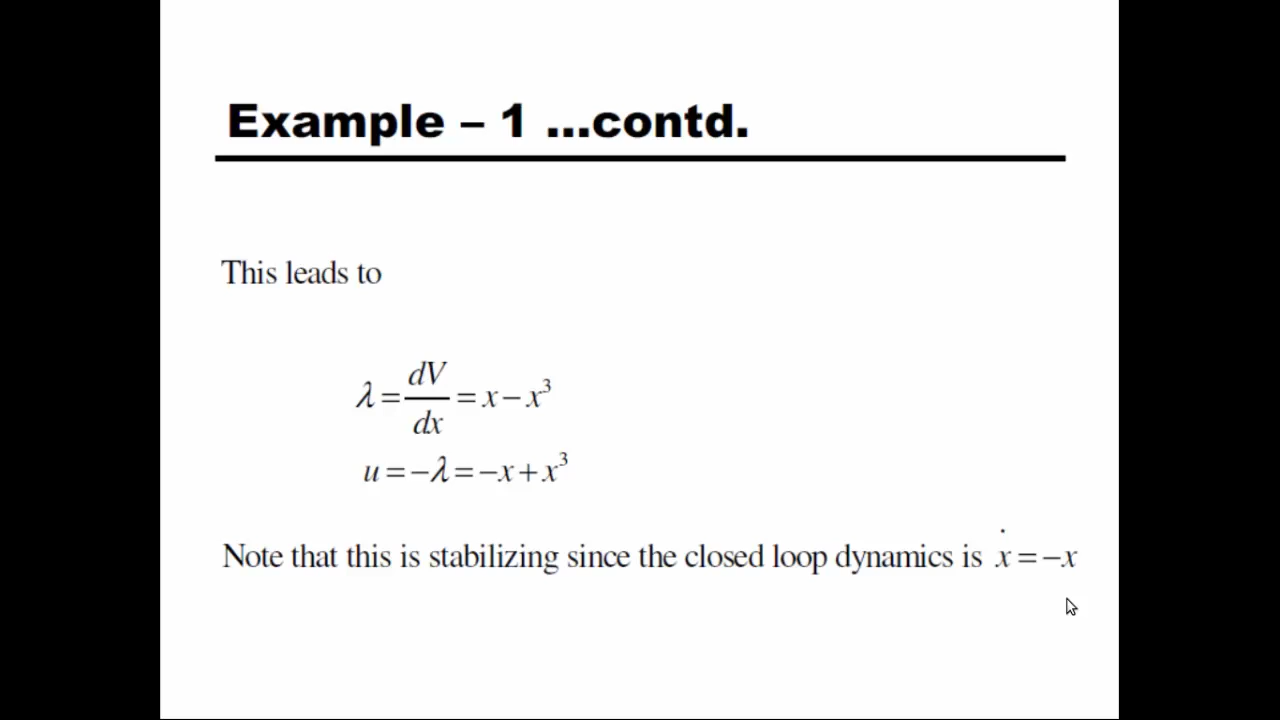 Example – 1 ...contd.
This leads to
λ = dV/dx = x − x³
u = −λ = −x + x³
Note that this is stabilizing since the closed loop dynamics is ẋ = −x